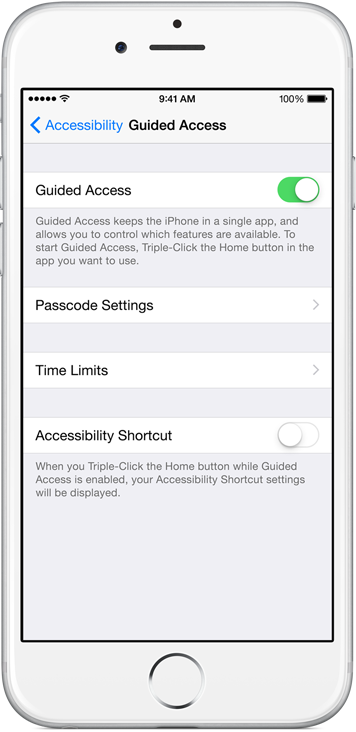 9:41 AM 100%
Accessibility Guided Access
Guided Access
Guided Access keeps the iPhone in a single app, and
allows you to control which features are available. To
start Guided Access, Triple-Click the Home button in the
app you want to use.
Passcode Settings
Time Limits
Accessibility Shortcut
When you Triple-Click the Home button while Guided
Access is enabled, your Accessibility Shortcut settings
will be displayed.